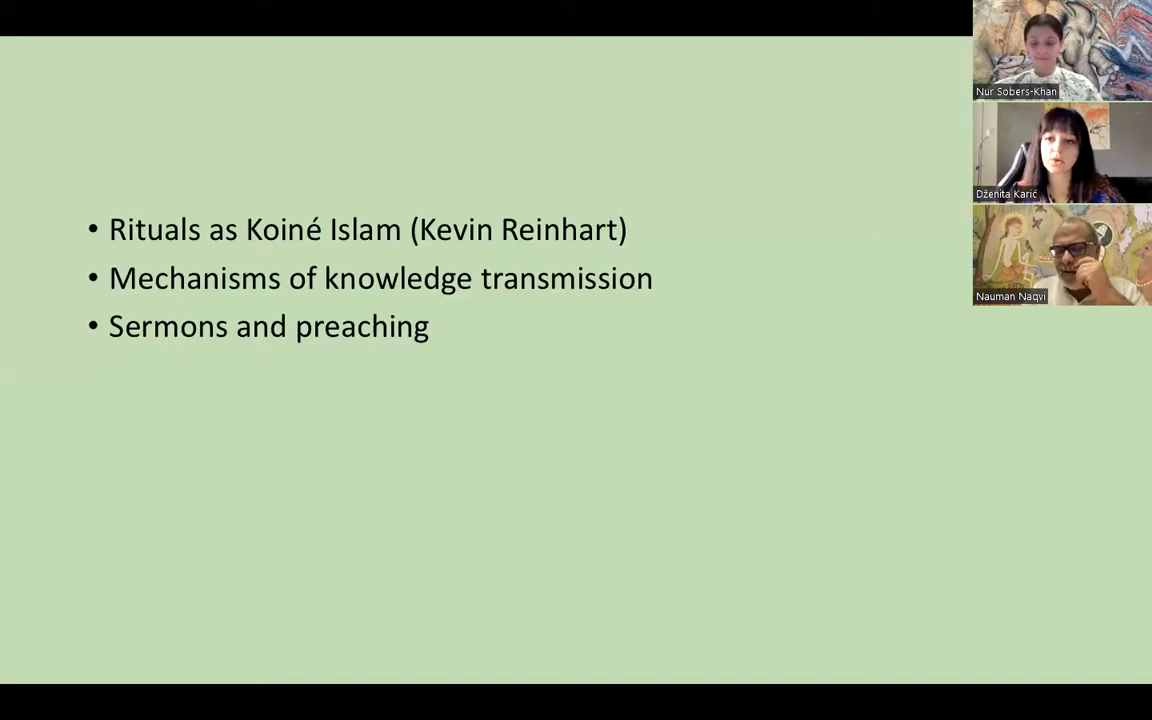 • Rituals as Koiné Islam (Kevin Reinhart)
• Mechanisms of knowledge transmission
• Sermons and preaching
Nur Sobers-Khan
Dženita Karić
Nauman Naqvi